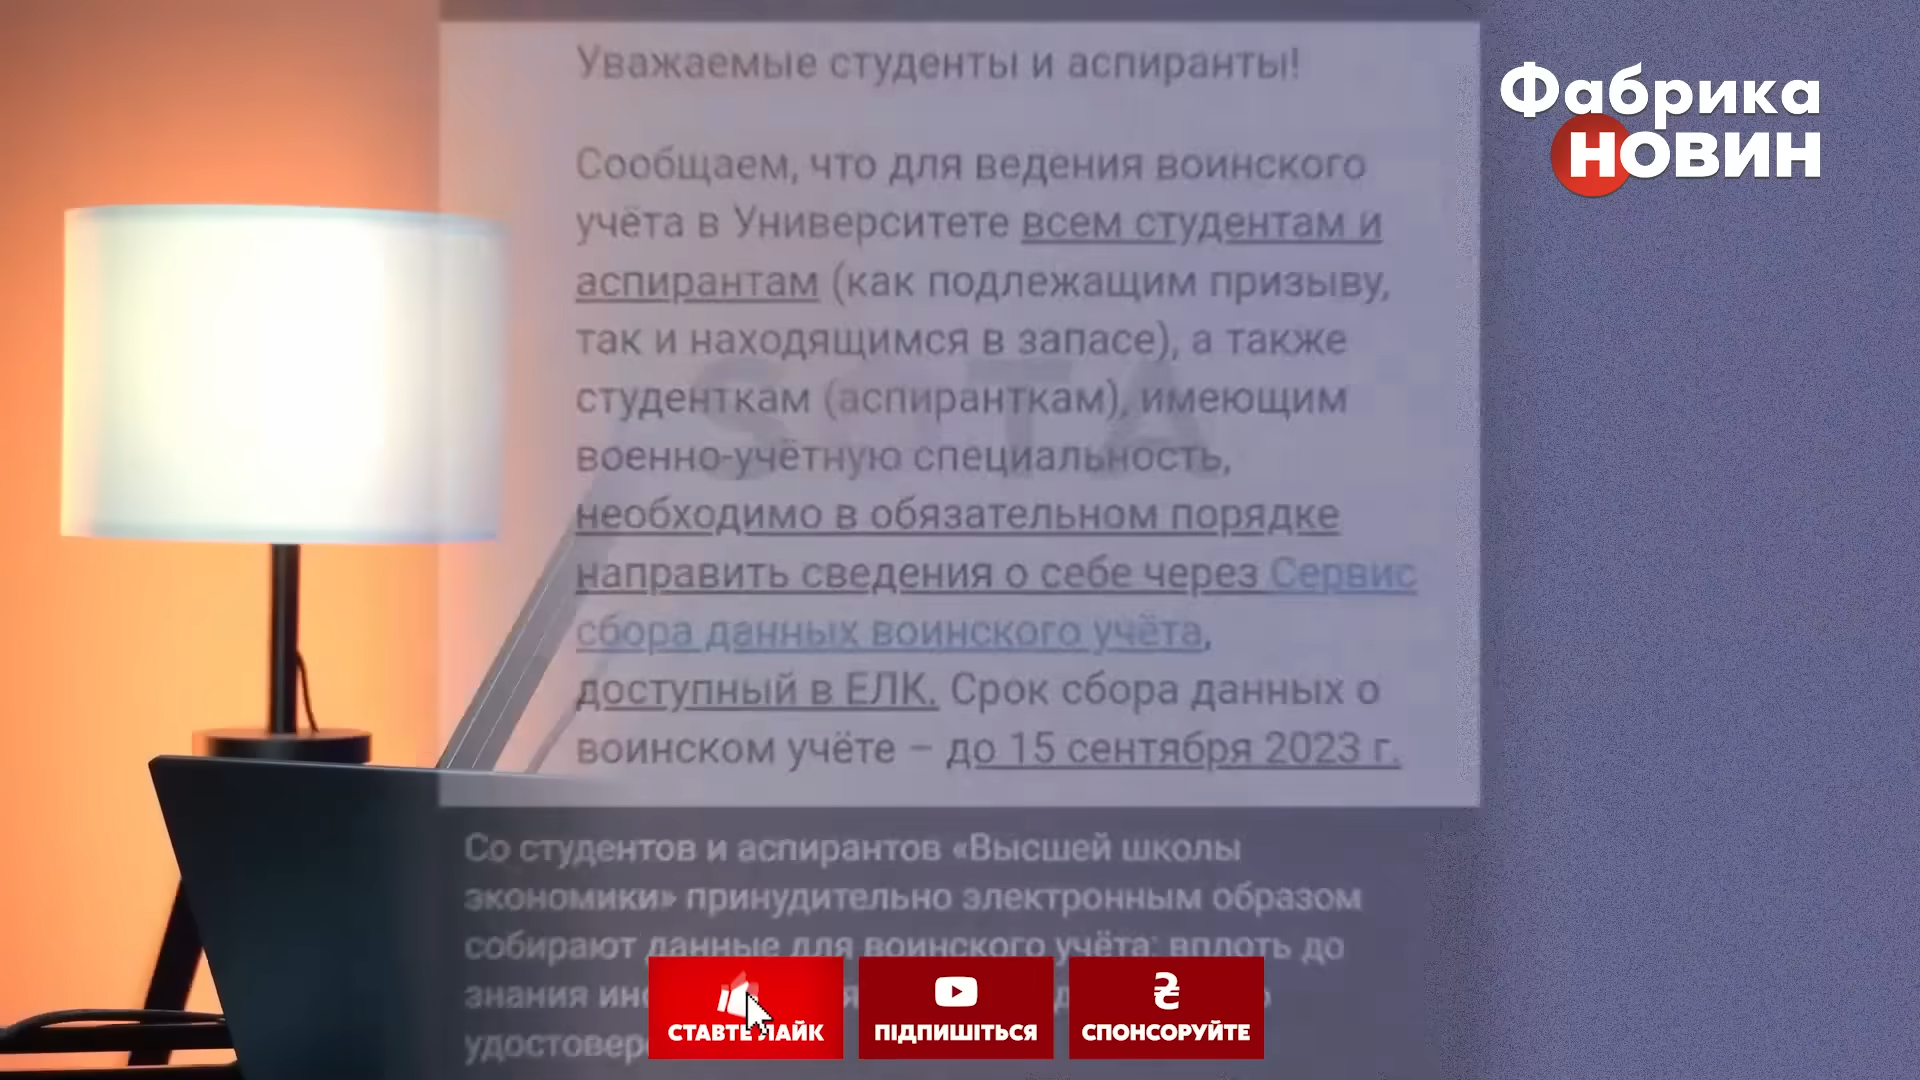 Уважаемые студенты и аспиранты!
Фабрика
НОВИН
Сообщаем, что для ведения воинского
учёта в Университете всем студентам и
аспирантам (как подлежащим призыву,
так и находящимся в запасе), а также
SOTA
студенткам (аспиранткам), имеющим
военно-учётную специальность,
необходимо в обязательном порядке
направить сведения о себе через Сервис
сбора данных воинского учёта,
доступный в ЕЛК. Срок сбора данных о
воинском учёте – до 15 сентября 2023 г.
Со студентов и аспирантов «Высшей школы
экономики» принудительно электронным образом
собирают данные для воинского учёта: вплоть до
знания
СТАВТЕ ЛАЙК
ПІДПИШІТЬСЯ
₴
СПОНСОРУЙТЕ